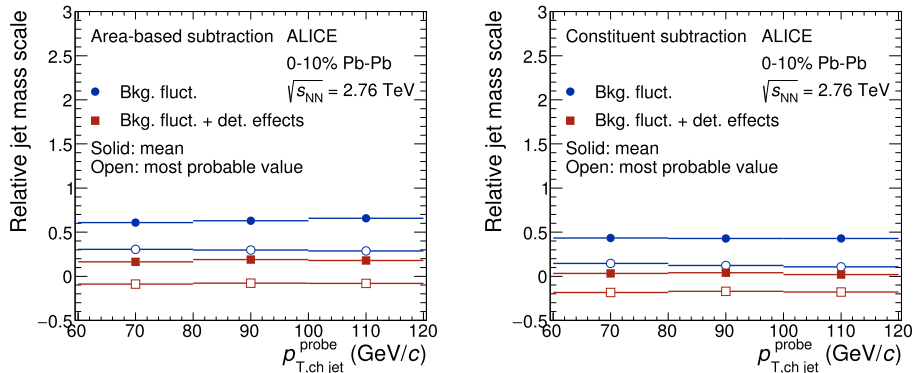 Relative jet mass scale
3
2.5
2
1.5
1
0.5
0
−0.5
Area-based subtraction ALICE
0-10% Pb-Pb
√sNN = 2.76 TeV
Bkg. fluct.
Bkg. fluct. + det. effects
Solid: mean
Open: most probable value
60 70 80 90 100 110 120
p probe T,ch jet (GeV/c)
Relative jet mass scale
3
2.5
2
1.5
1
0.5
0
−0.5
Constituent subtraction ALICE
0-10% Pb-Pb
√sNN = 2.76 TeV
Bkg. fluct.
Bkg. fluct. + det. effects
Solid: mean
Open: most probable value
60 70 80 90 100 110 120
p probe T,ch jet (GeV/c)